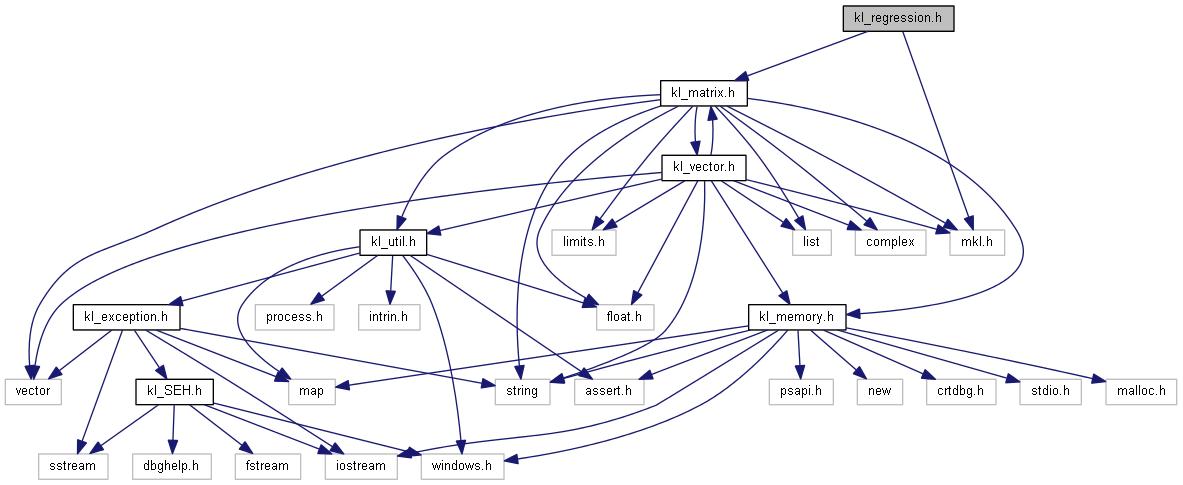 kl_regression.h
kl_matrix.h
kl_vector.h
kl_util.h
limits.h
list
complex
mkl.h
kl_exception.h
process.h
intrin.h
float.h
kl_memory.h
vector
kl_SEH.h
map
string
assert.h
psapi.h
new
crtdbg.h
stdio.h
malloc.h
sstream
dbghelp.h
fstream
iostream
windows.h